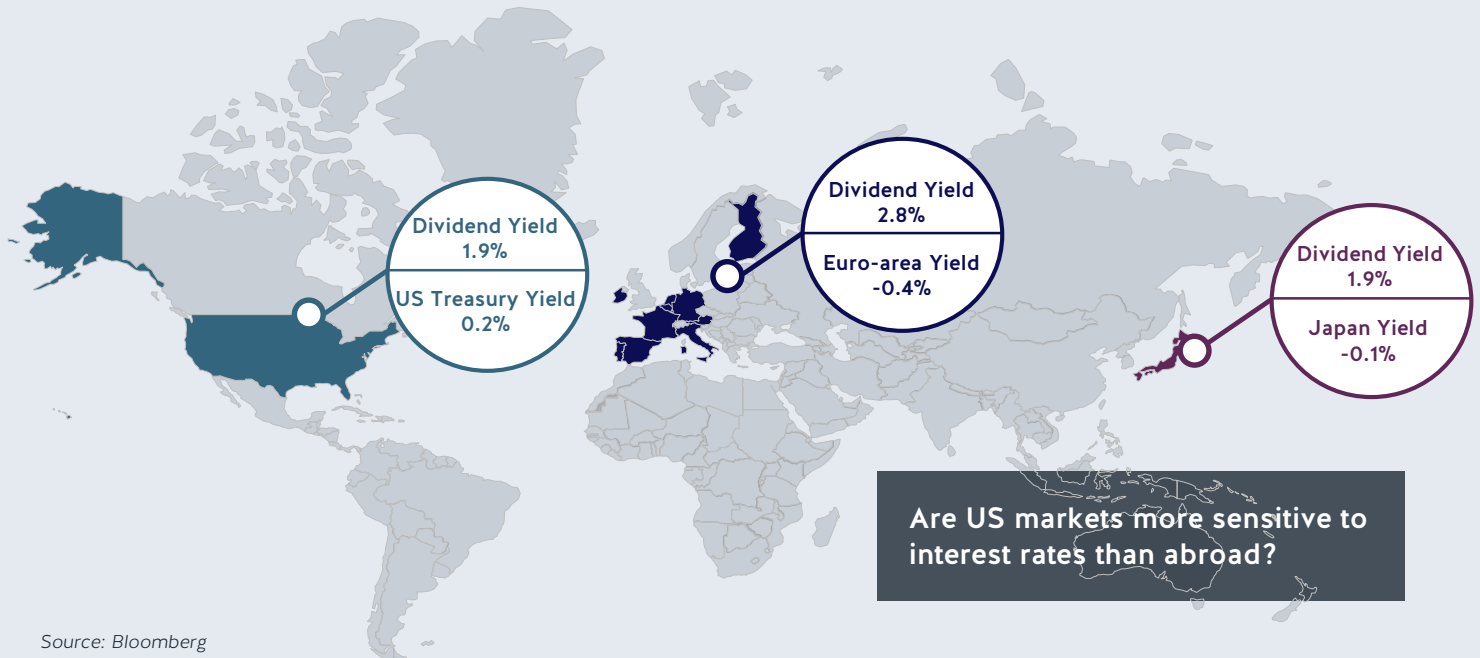 Dividend Yield
1.9%
US Treasury Yield
0.2%
Dividend Yield
2.8%
Euro-area Yield
-0.4%
Dividend Yield
1.9%
Japan Yield
-0.1%
Are US markets more sensitive to
interest rates than abroad?
Source: Bloomberg